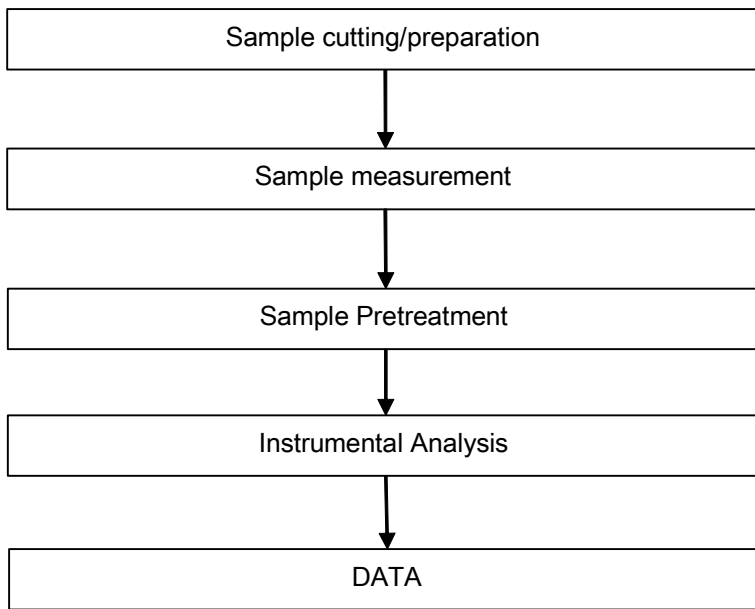 Sample cutting/preparation
Sample measurement
Sample Pretreatment
Instrumental Analysis
DATA